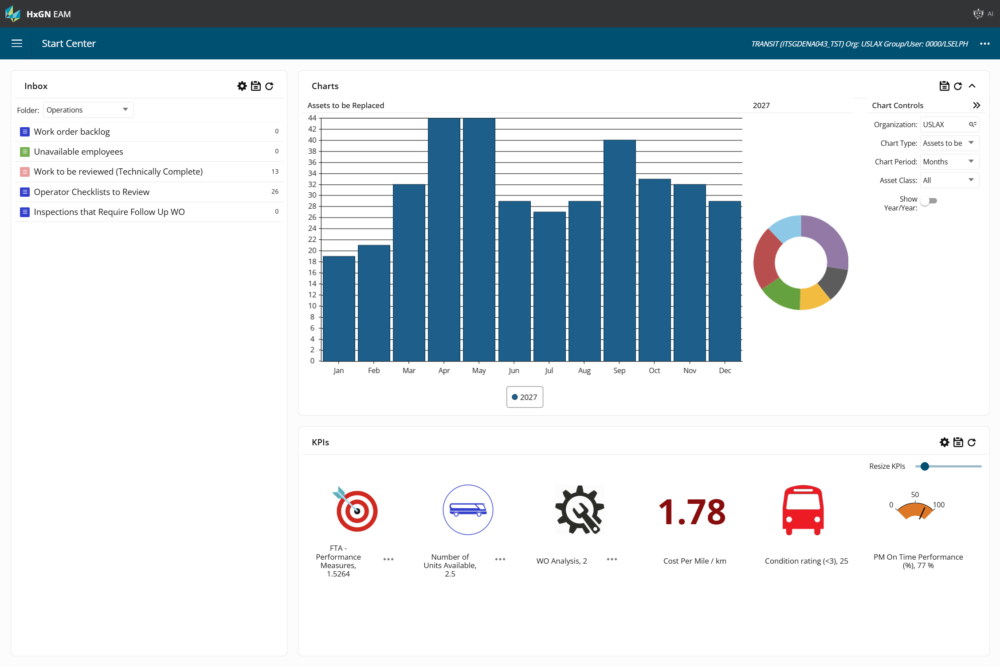 HxGN EAM
AI
Start Center
TRANSIT (ITSGDENA043_TST) Org: USLAX Group/User: 0000/LSELPH
Inbox
Folder: Operations
Work order backlog 0
Unavailable employees 0
Work to be reviewed (Technically Complete) 13
Operator Checklists to Review 26
Inspections that Require Follow Up WO 0
Charts
Assets to be Replaced
2027
44
42
40
38
36
34
32
30
28
26
24
22
20
18
16
14
12
10
8
6
4
2
0
Jan Feb Mar Apr May Jun Jul Aug Sep Oct Nov Dec
2027
Chart Controls
Organization: USLAX
Chart Type: Assets to be
Chart Period: Months
Asset Class: All
Show
Year/Year:
KPIs
Resize KPIs
FTA -
Performance
Measures,
1.5264
Number of
Units Available,
2.5
WO Analysis, 2
1.78
Cost Per Mile / km
Condition rating (<3), 25
0 50 100
PM On Time Performance
(%), 77 %